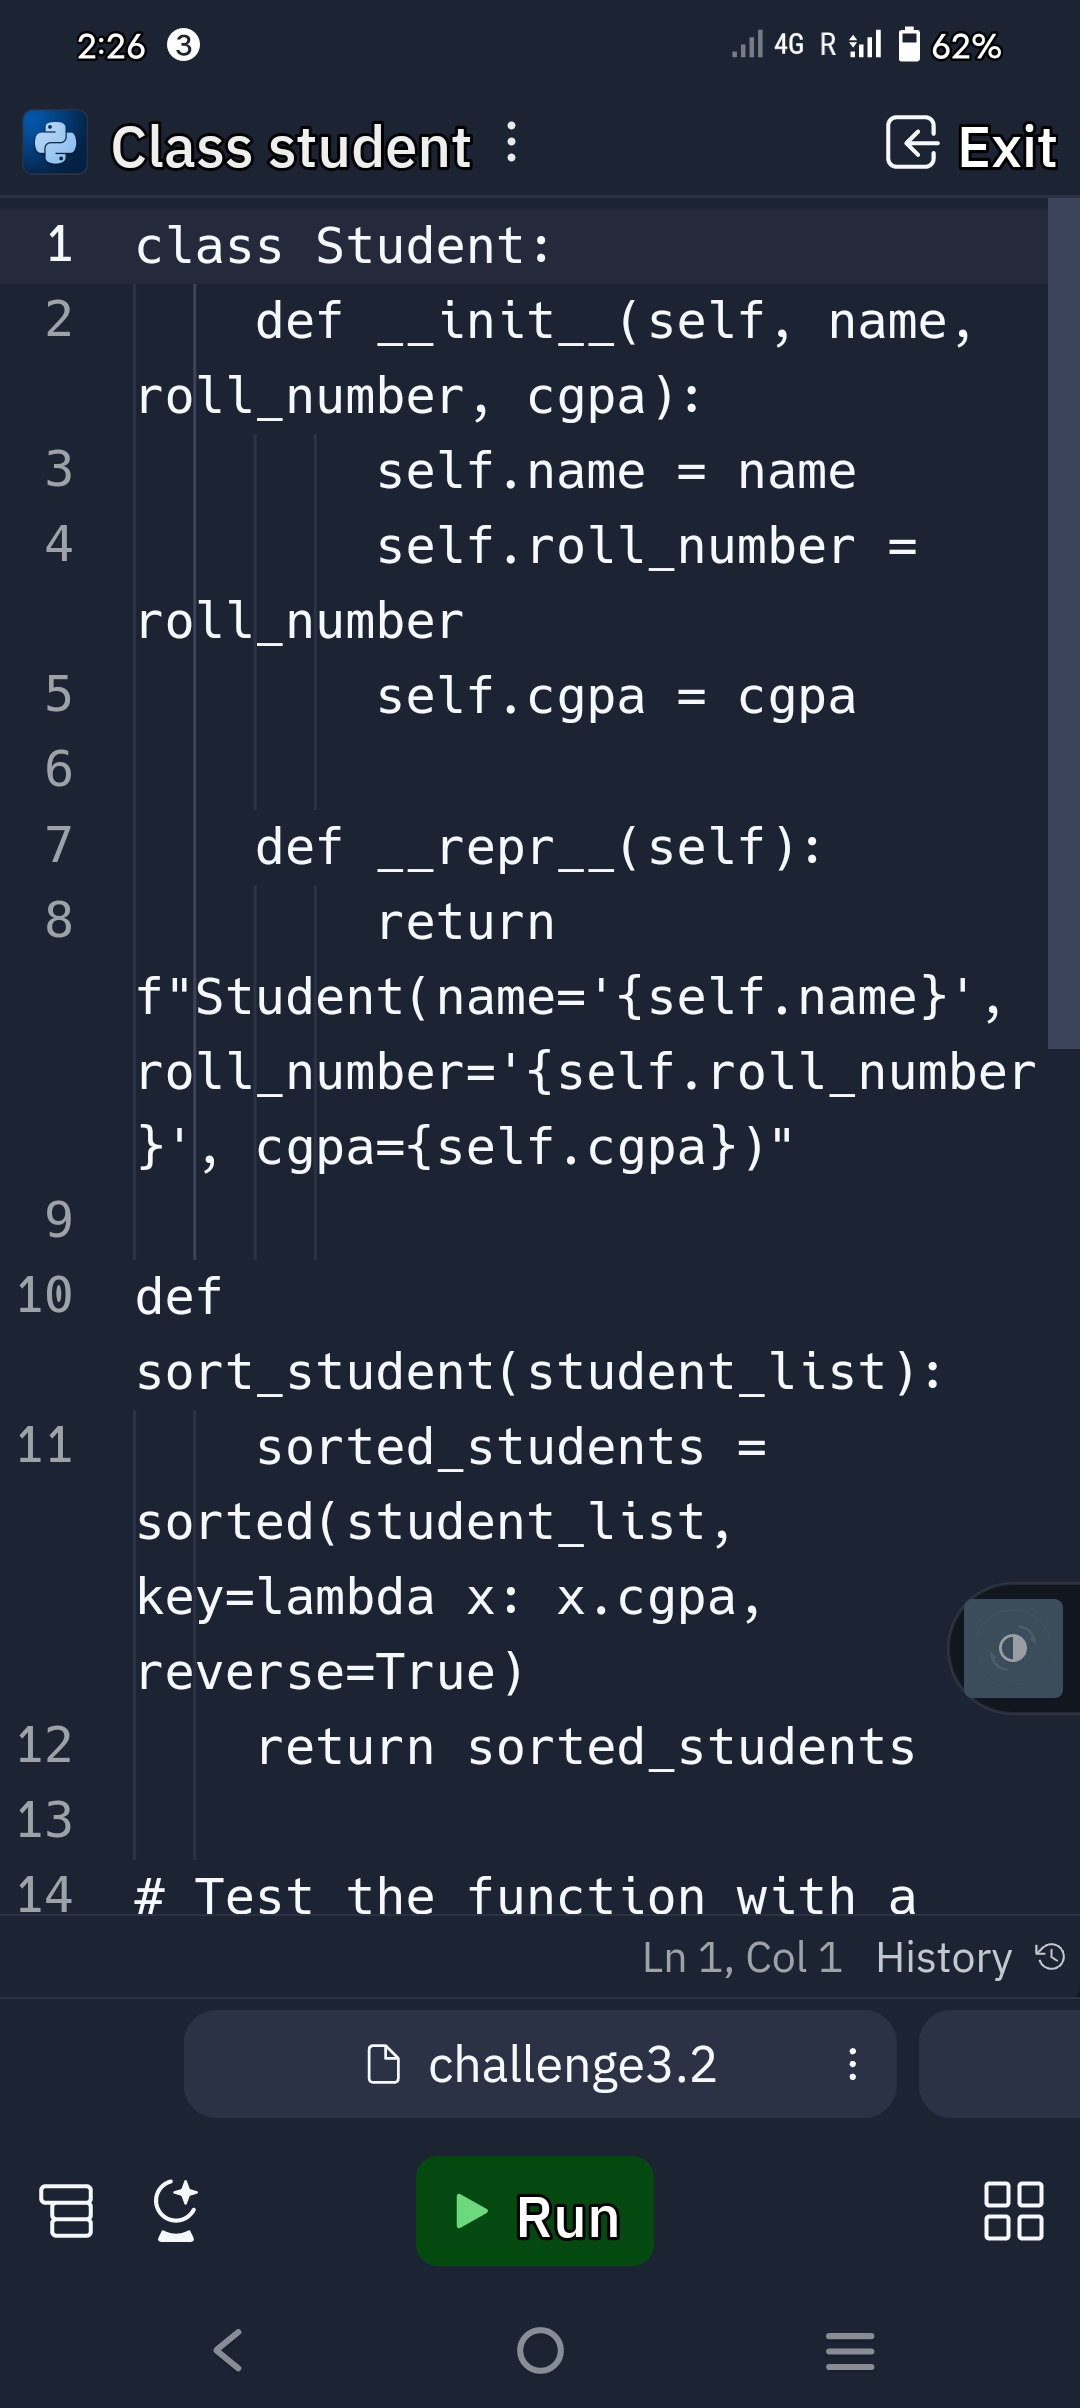 2:26 3 4G R 62%
Class student Exit
1 class Student:
2 def __init__(self, name,
roll_number, cgpa):
3 self.name = name
4 self.roll_number =
roll_number
5 self.cgpa = cgpa
6
7 def __repr__(self):
8 return
f"Student(name='{self.name}',
roll_number='{self.roll_number
}', cgpa={self.cgpa})"
9
10 def
sort_student(student_list):
11 sorted_students =
sorted(student_list,
key=lambda x: x.cgpa,
reverse=True)
12 return sorted_students
13
14 # Test the function with a
Ln 1, Col 1 History
challenge3.2
Run